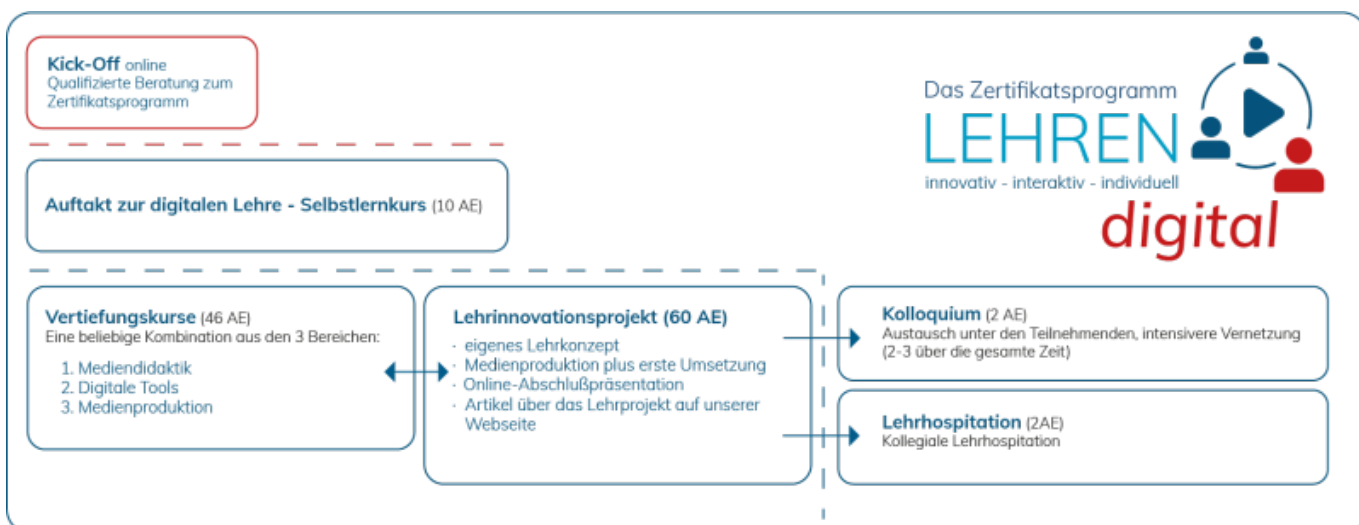 Kick-Off online
Qualifizierte Beratung zum
Zertifikatsprogramm
Das Zertifikatsprogramm
LEHREN
innovativ - interaktiv - individuell
digital
Auftakt zur digitalen Lehre - Selbstlernkurs (10 AE)
Vertiefungskurse (46 AE)
Eine beliebige Kombination aus den 3 Bereichen:
1. Mediendidaktik
2. Digitale Tools
3. Medienproduktion
Lehrinnovationsprojekt (60 AE)
· eigenes Lehrkonzept
· Medienproduktion plus erste Umsetzung
· Online-Abschlußpräsentation
· Artikel über das Lehrprojekt auf unserer
Webseite
Kolloquium (2 AE)
Austausch unter den Teilnehmenden, intensivere Vernetzung
(2-3 über die gesamte Zeit)
Lehrhospitation (2AE)
Kollegiale Lehrhospitation